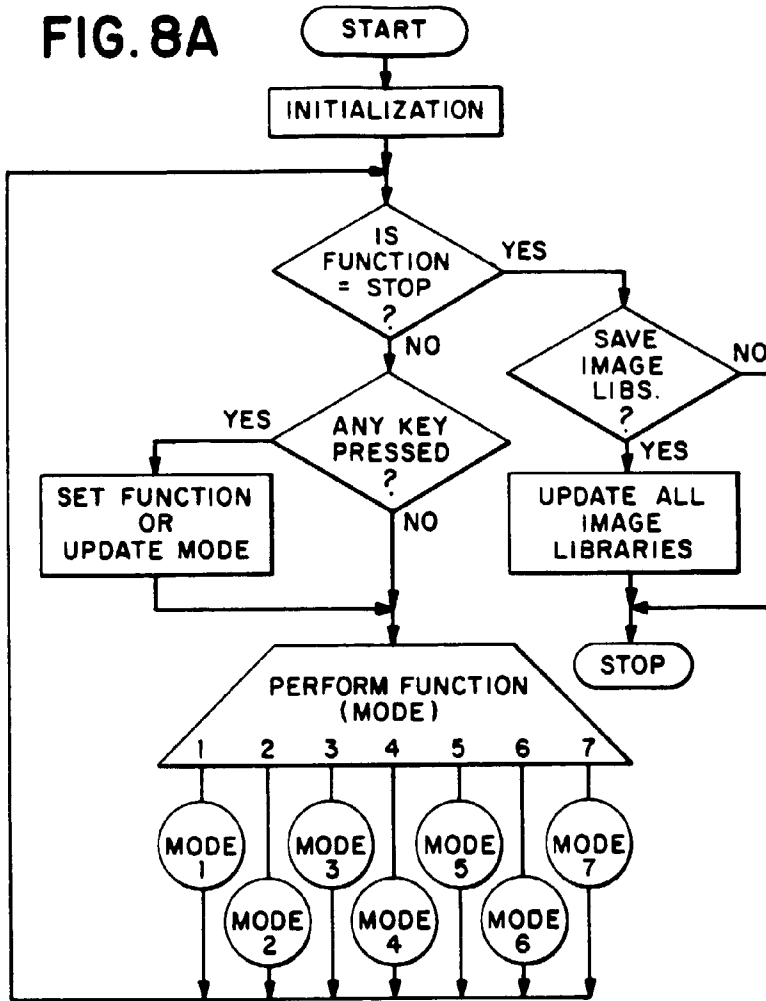 FIG. 8A
START
INITIALIZATION
IS
FUNCTION
= STOP
?
YES
NO
SAVE
IMAGE
LIBS.
?
NO
YES
ANY KEY
PRESSED
?
YES
NO
SET FUNCTION
OR
UPDATE MODE
UPDATE ALL
IMAGE
LIBRARIES
STOP
PERFORM FUNCTION
(MODE)
1 2 3 4 5 6 7
MODE
1
MODE
2
MODE
3
MODE
4
MODE
5
MODE
6
MODE
7